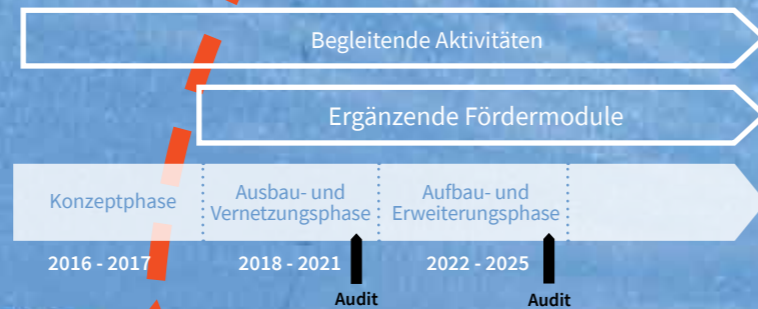 Begleitende Aktivitäten
Ergänzende Fördermodule
Konzeptphase
Ausbau- und
Vernetzungsphase
Aufbau- und
Erweiterungsphase
2016 - 2017
2018 - 2021
2022 - 2025
Audit
Audit